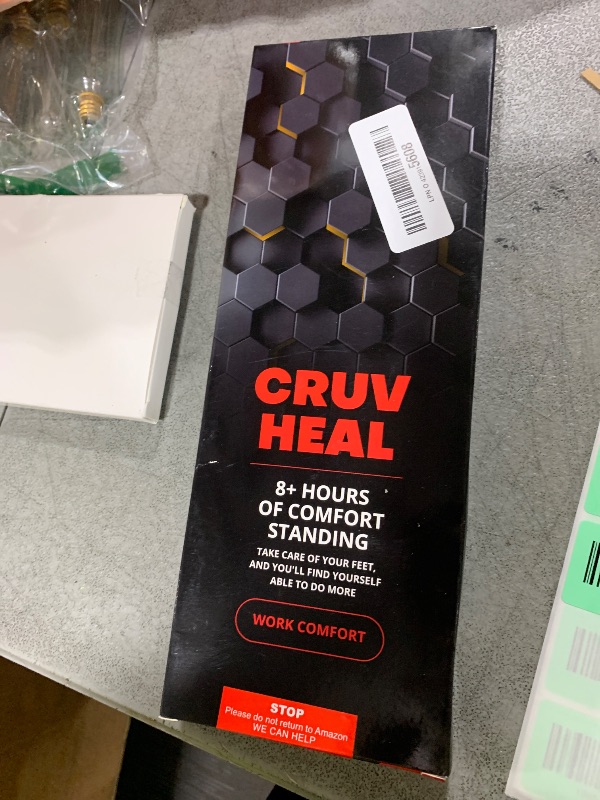 5608
CRUV
HEAL
8+ HOURS
OF COMFORT
STANDING
TAKE CARE OF YOUR FEET,
AND YOU'LL FIND YOURSELF
ABLE TO DO MORE
WORK COMFORT
STOP
Please do not return to Amazon
WE CAN HELP